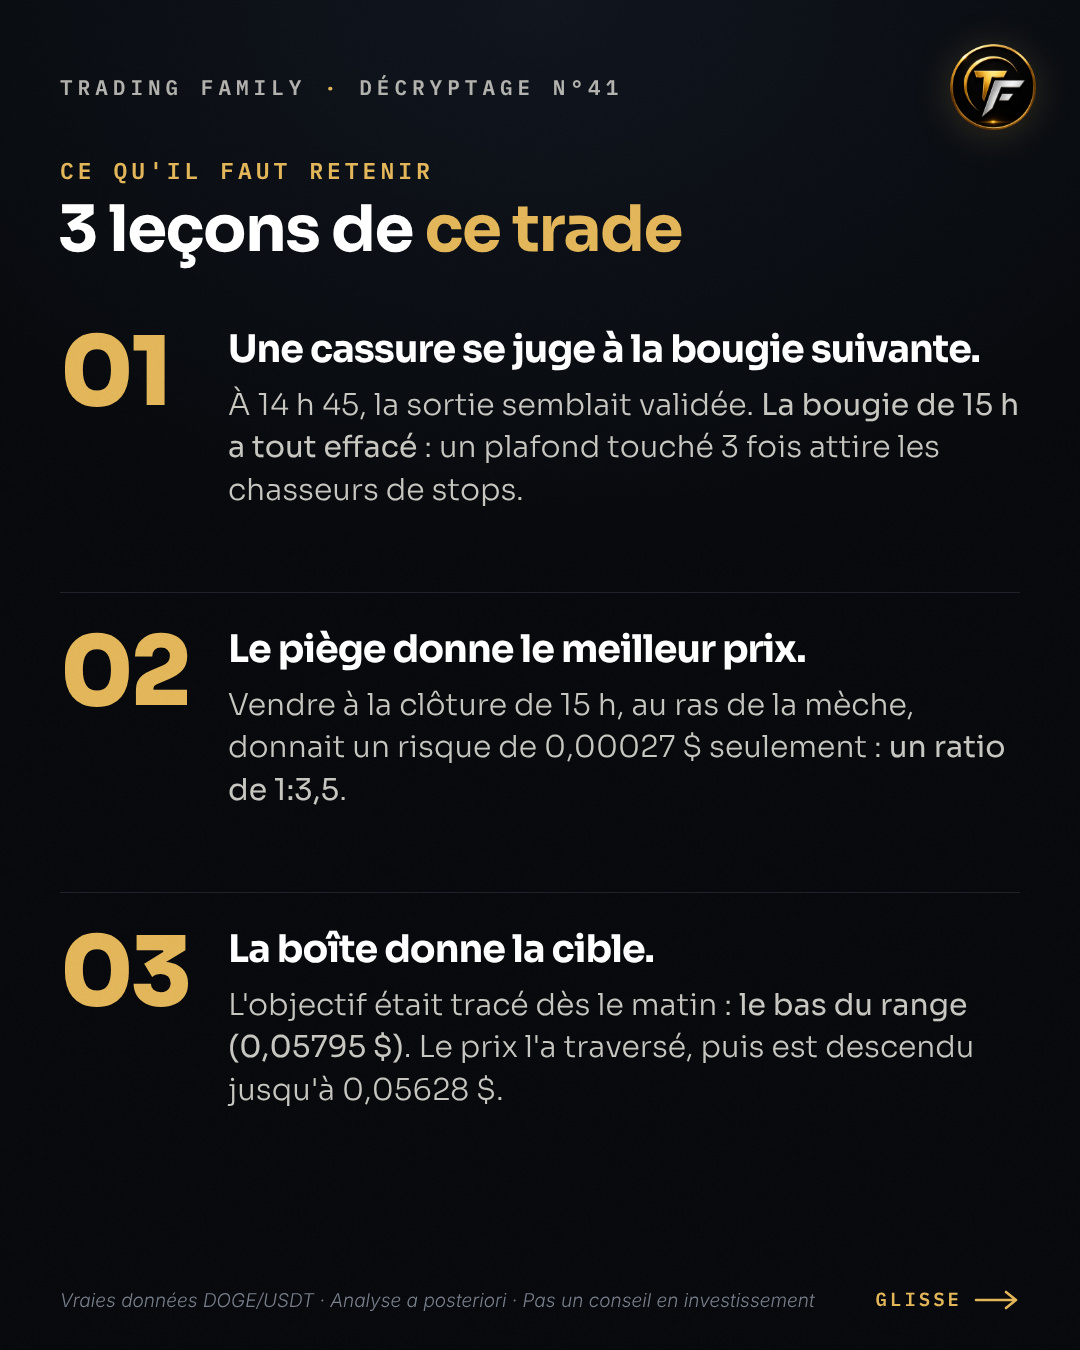 TRADING FAMILY · DÉCRYPTAGE N°41
TF
CE QU'IL FAUT RETENIR
3 leçons de ce trade
01
Une cassure se juge à la bougie suivante.
À 14 h 45, la sortie semblait validée. La bougie de 15 h
a tout effacé : un plafond touché 3 fois attire les
chasseurs de stops.
02
Le piège donne le meilleur prix.
Vendre à la clôture de 15 h, au ras de la mèche,
donnait un risque de 0,00027 $ seulement : un ratio
de 1:3,5.
03
La boîte donne la cible.
L'objectif était tracé dès le matin : le bas du range
(0,05795 $). Le prix l'a traversé, puis est descendu
jusqu'à 0,05628 $.
Vraies données DOGE/USDT · Analyse a posteriori · Pas un conseil en investissement
GLISSE →